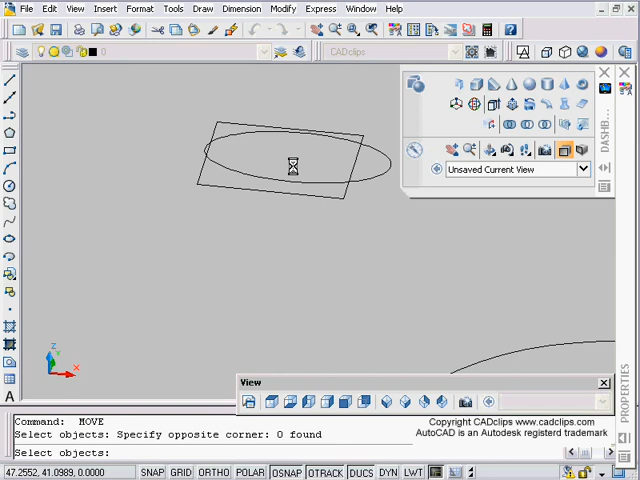 File Edit View Insert Format Tools Draw Dimension Modify Express Window Help
0
CADclips
DASHB...
Unsaved Current View
Z
Y
X
View
PROPERTIES
Command: MOVE
Select objects: Specify opposite corner: 0 found
Select objects:
Copyright CADclips www.cadclips.com
AutoCAD is an Autodesk registerd trademark
47.2552, 41.0989, 0.0000 SNAP GRID ORTHO POLAR OSNAP OTRACK DUCS DYN LWT